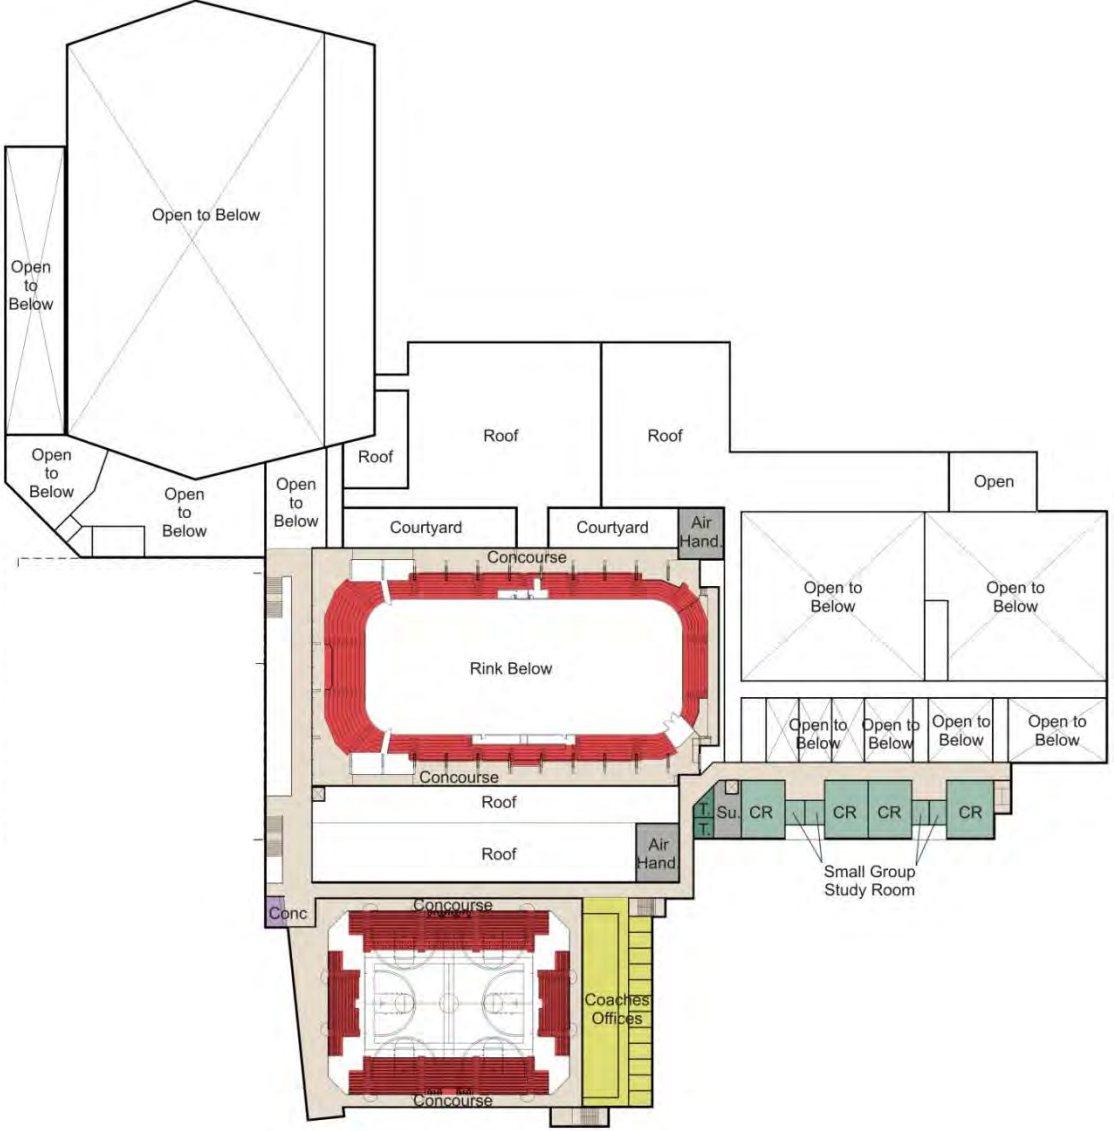 Open to Below
Open
to
Below
Roof
Roof
Roof
Open
to
Below
Open
to
Below
Open
to
Below
Open
Courtyard
Courtyard
Air
Hand.
Concourse
Open to
Below
Open to
Below
Rink Below
Open to
Below
Open to
Below
Open to
Below
Open to
Below
Concourse
Roof
T.
T.
Su.
CR
CR
CR
CR
Roof
Air
Hand.
Small Group
Study Room
Conc
Concourse
Coaches
Offices
Concourse